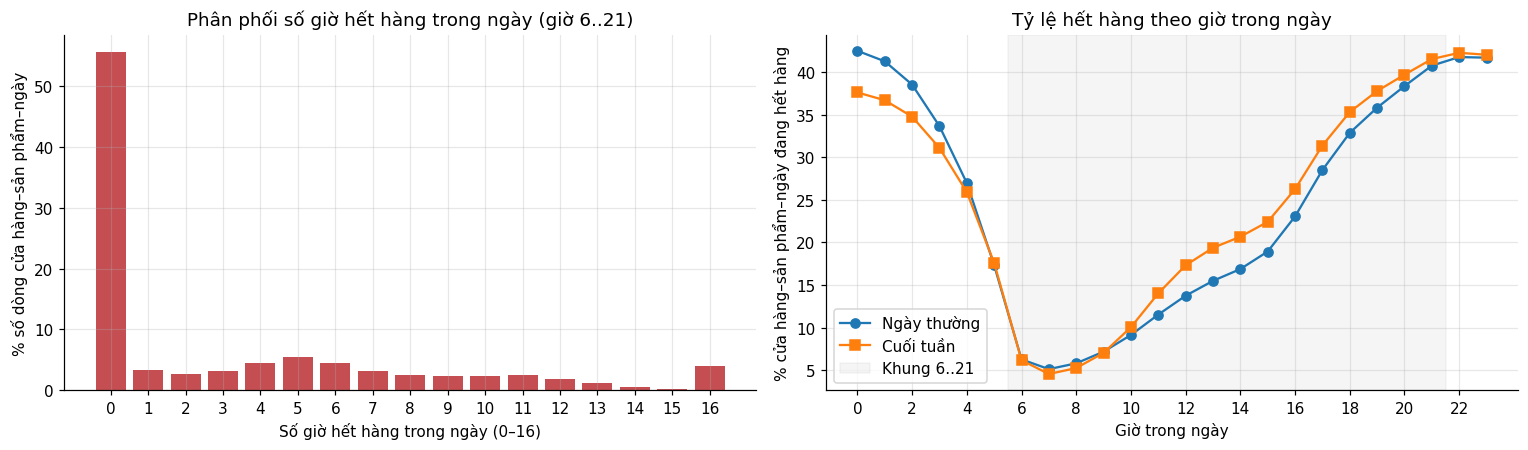 Phân phối số giờ hết hàng trong ngày (giờ 6..21)
% số dòng cửa hàng–sản phẩm–ngày
50
40
30
20
10
0
0 1 2 3 4 5 6 7 8 9 10 11 12 13 14 15 16
Số giờ hết hàng trong ngày (0–16)
Tỷ lệ hết hàng theo giờ trong ngày
% cửa hàng–sản phẩm–ngày đang hết hàng
40
35
30
25
20
15
10
5
Ngày thường
Cuối tuần
Khung 6..21
0 2 4 6 8 10 12 14 16 18 20 22
Giờ trong ngày